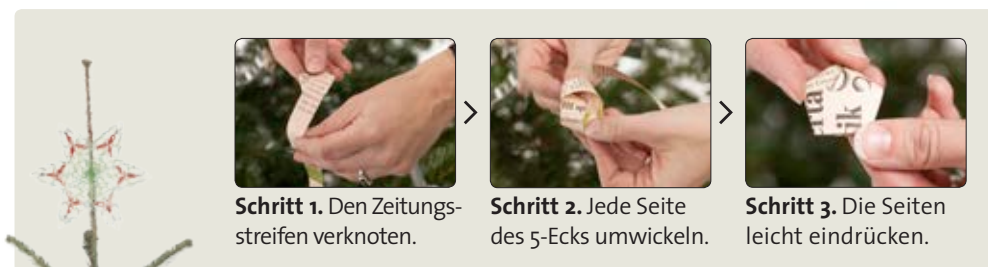 Schritt 1. Den Zeitungs-
streifen verknoten.
Schritt 2. Jede Seite
des 5-Ecks umwickeln.
Schritt 3. Die Seiten
leicht eindrücken.